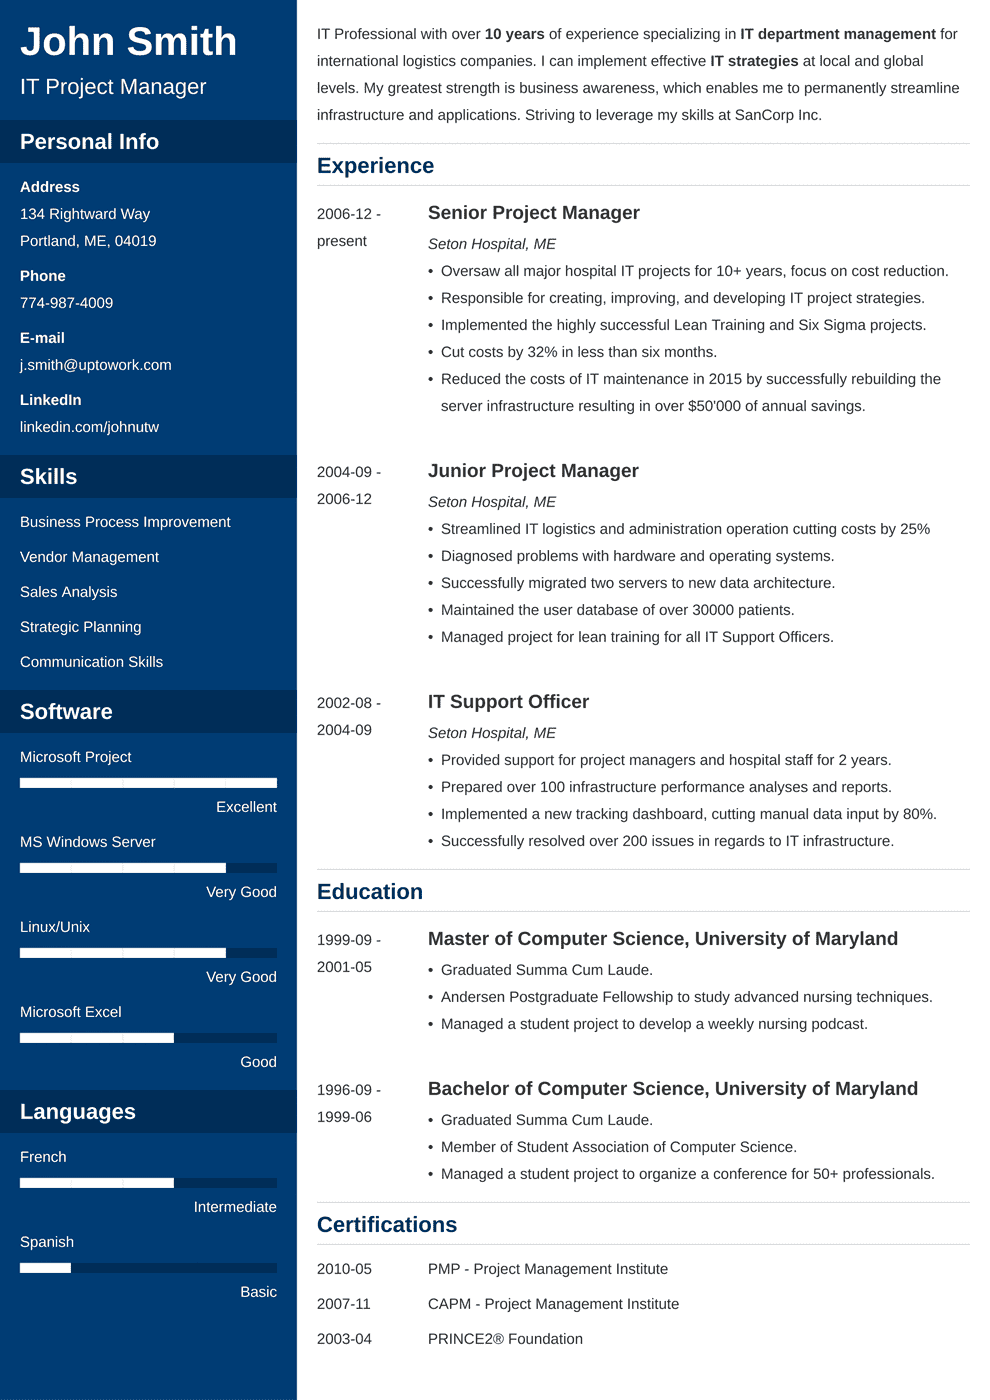 John Smith
IT Project Manager
Personal Info
Address
134 Rightward Way
Portland, ME, 04019
Phone
774-987-4009
E-mail
j.smith@uptowork.com
LinkedIn
linkedin.com/johnutw
Skills
Business Process Improvement
Vendor Management
Sales Analysis
Strategic Planning
Communication Skills
Software
Microsoft Project
Excellent
MS Windows Server
Very Good
Linux/Unix
Very Good
Microsoft Excel
Good
Languages
French
Intermediate
Spanish
Basic
IT Professional with over 10 years of experience specializing in IT department management for
international logistics companies. I can implement effective IT strategies at local and global
levels. My greatest strength is business awareness, which enables me to permanently streamline
infrastructure and applications. Striving to leverage my skills at SanCorp Inc.
Experience
2006-12 -
present
Senior Project Manager
Seton Hospital, ME
• Oversaw all major hospital IT projects for 10+ years, focus on cost reduction.
• Responsible for creating, improving, and developing IT project strategies.
• Implemented the highly successful Lean Training and Six Sigma projects.
• Cut costs by 32% in less than six months.
• Reduced the costs of IT maintenance in 2015 by successfully rebuilding the
server infrastructure resulting in over $50'000 of annual savings.
2004-09 -
2006-12
Junior Project Manager
Seton Hospital, ME
• Streamlined IT logistics and administration operation cutting costs by 25%
• Diagnosed problems with hardware and operating systems.
• Successfully migrated two servers to new data architecture.
• Maintained the user database of over 30000 patients.
• Managed project for lean training for all IT Support Officers.
2002-08 -
2004-09
IT Support Officer
Seton Hospital, ME
• Provided support for project managers and hospital staff for 2 years.
• Prepared over 100 infrastructure performance analyses and reports.
• Implemented a new tracking dashboard, cutting manual data input by 80%.
• Successfully resolved over 200 issues in regards to IT infrastructure.
Education
1999-09 -
2001-05
Master of Computer Science, University of Maryland
• Graduated Summa Cum Laude.
• Andersen Postgraduate Fellowship to study advanced nursing techniques.
• Managed a student project to develop a weekly nursing podcast.
1996-09 -
1999-06
Bachelor of Computer Science, University of Maryland
• Graduated Summa Cum Laude.
• Member of Student Association of Computer Science.
• Managed a student project to organize a conference for 50+ professionals.
Certifications
2010-05 PMP - Project Management Institute
2007-11 CAPM - Project Management Institute
2003-04 PRINCE2® Foundation